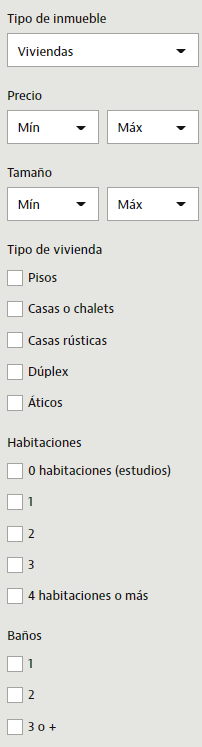 Tipo de inmueble
Viviendas
Precio
Mín Máx
Tamaño
Mín Máx
Tipo de vivienda
Pisos
Casas o chalets
Casas rústicas
Dúplex
Áticos
Habitaciones
0 habitaciones (estudios)
1
2
3
4 habitaciones o más
Baños
1
2
3 o +